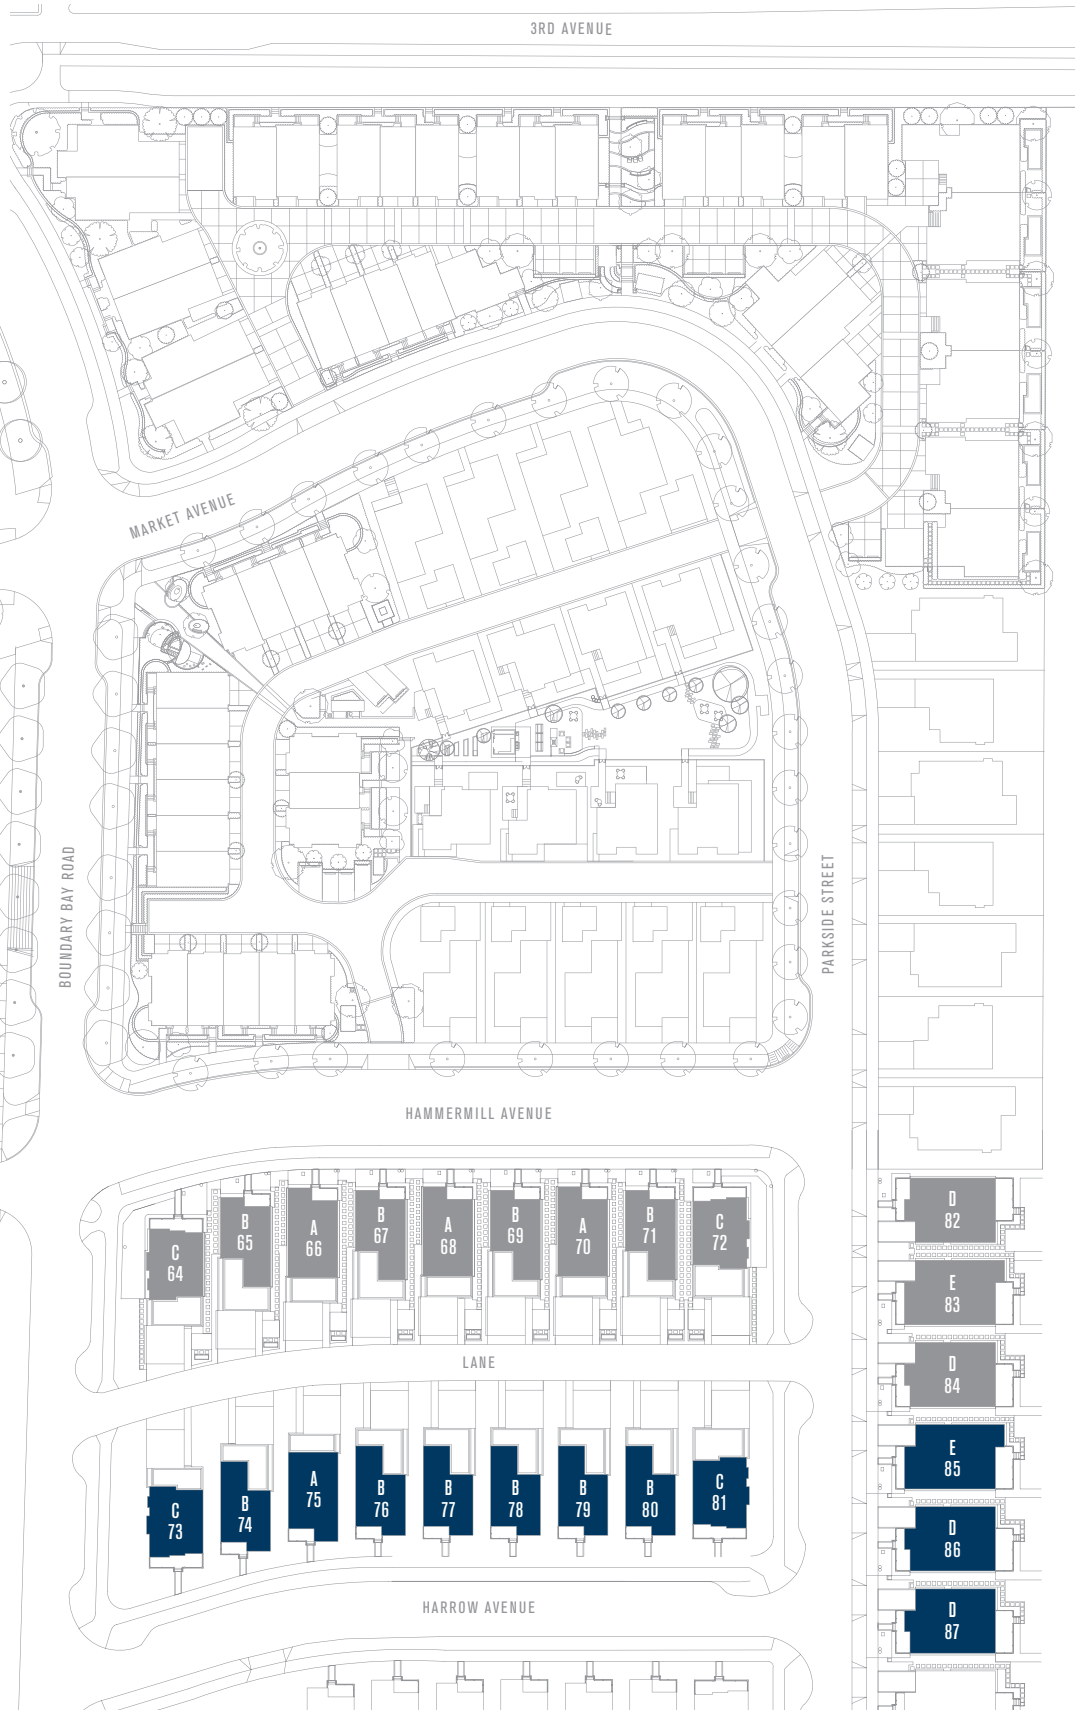 3RD AVENUE
MARKET AVENUE
BOUNDARY BAY ROAD
PARKSIDE STREET
HAMMERMILL AVENUE
C
64
B
65
A
66
B
67
A
68
B
69
A
70
B
71
C
72
D
82
E
83
D
84
LANE
C
73
B
74
A
75
B
76
B
77
B
78
B
79
B
80
C
81
E
85
D
86
D
87
HARROW AVENUE